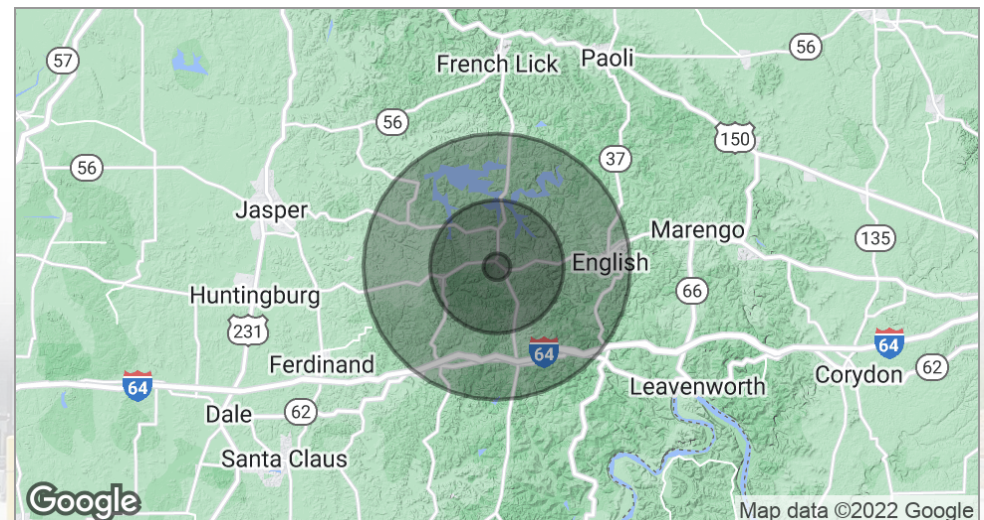 57
French Lick
Paoli
56
56
150
37
56
Jasper
Marengo
135
English
66
Huntingburg
231
64
64
Ferdinand
62
64
Leavenworth
Corydon
Dale
62
Santa Claus
Google
Map data ©2022 Google